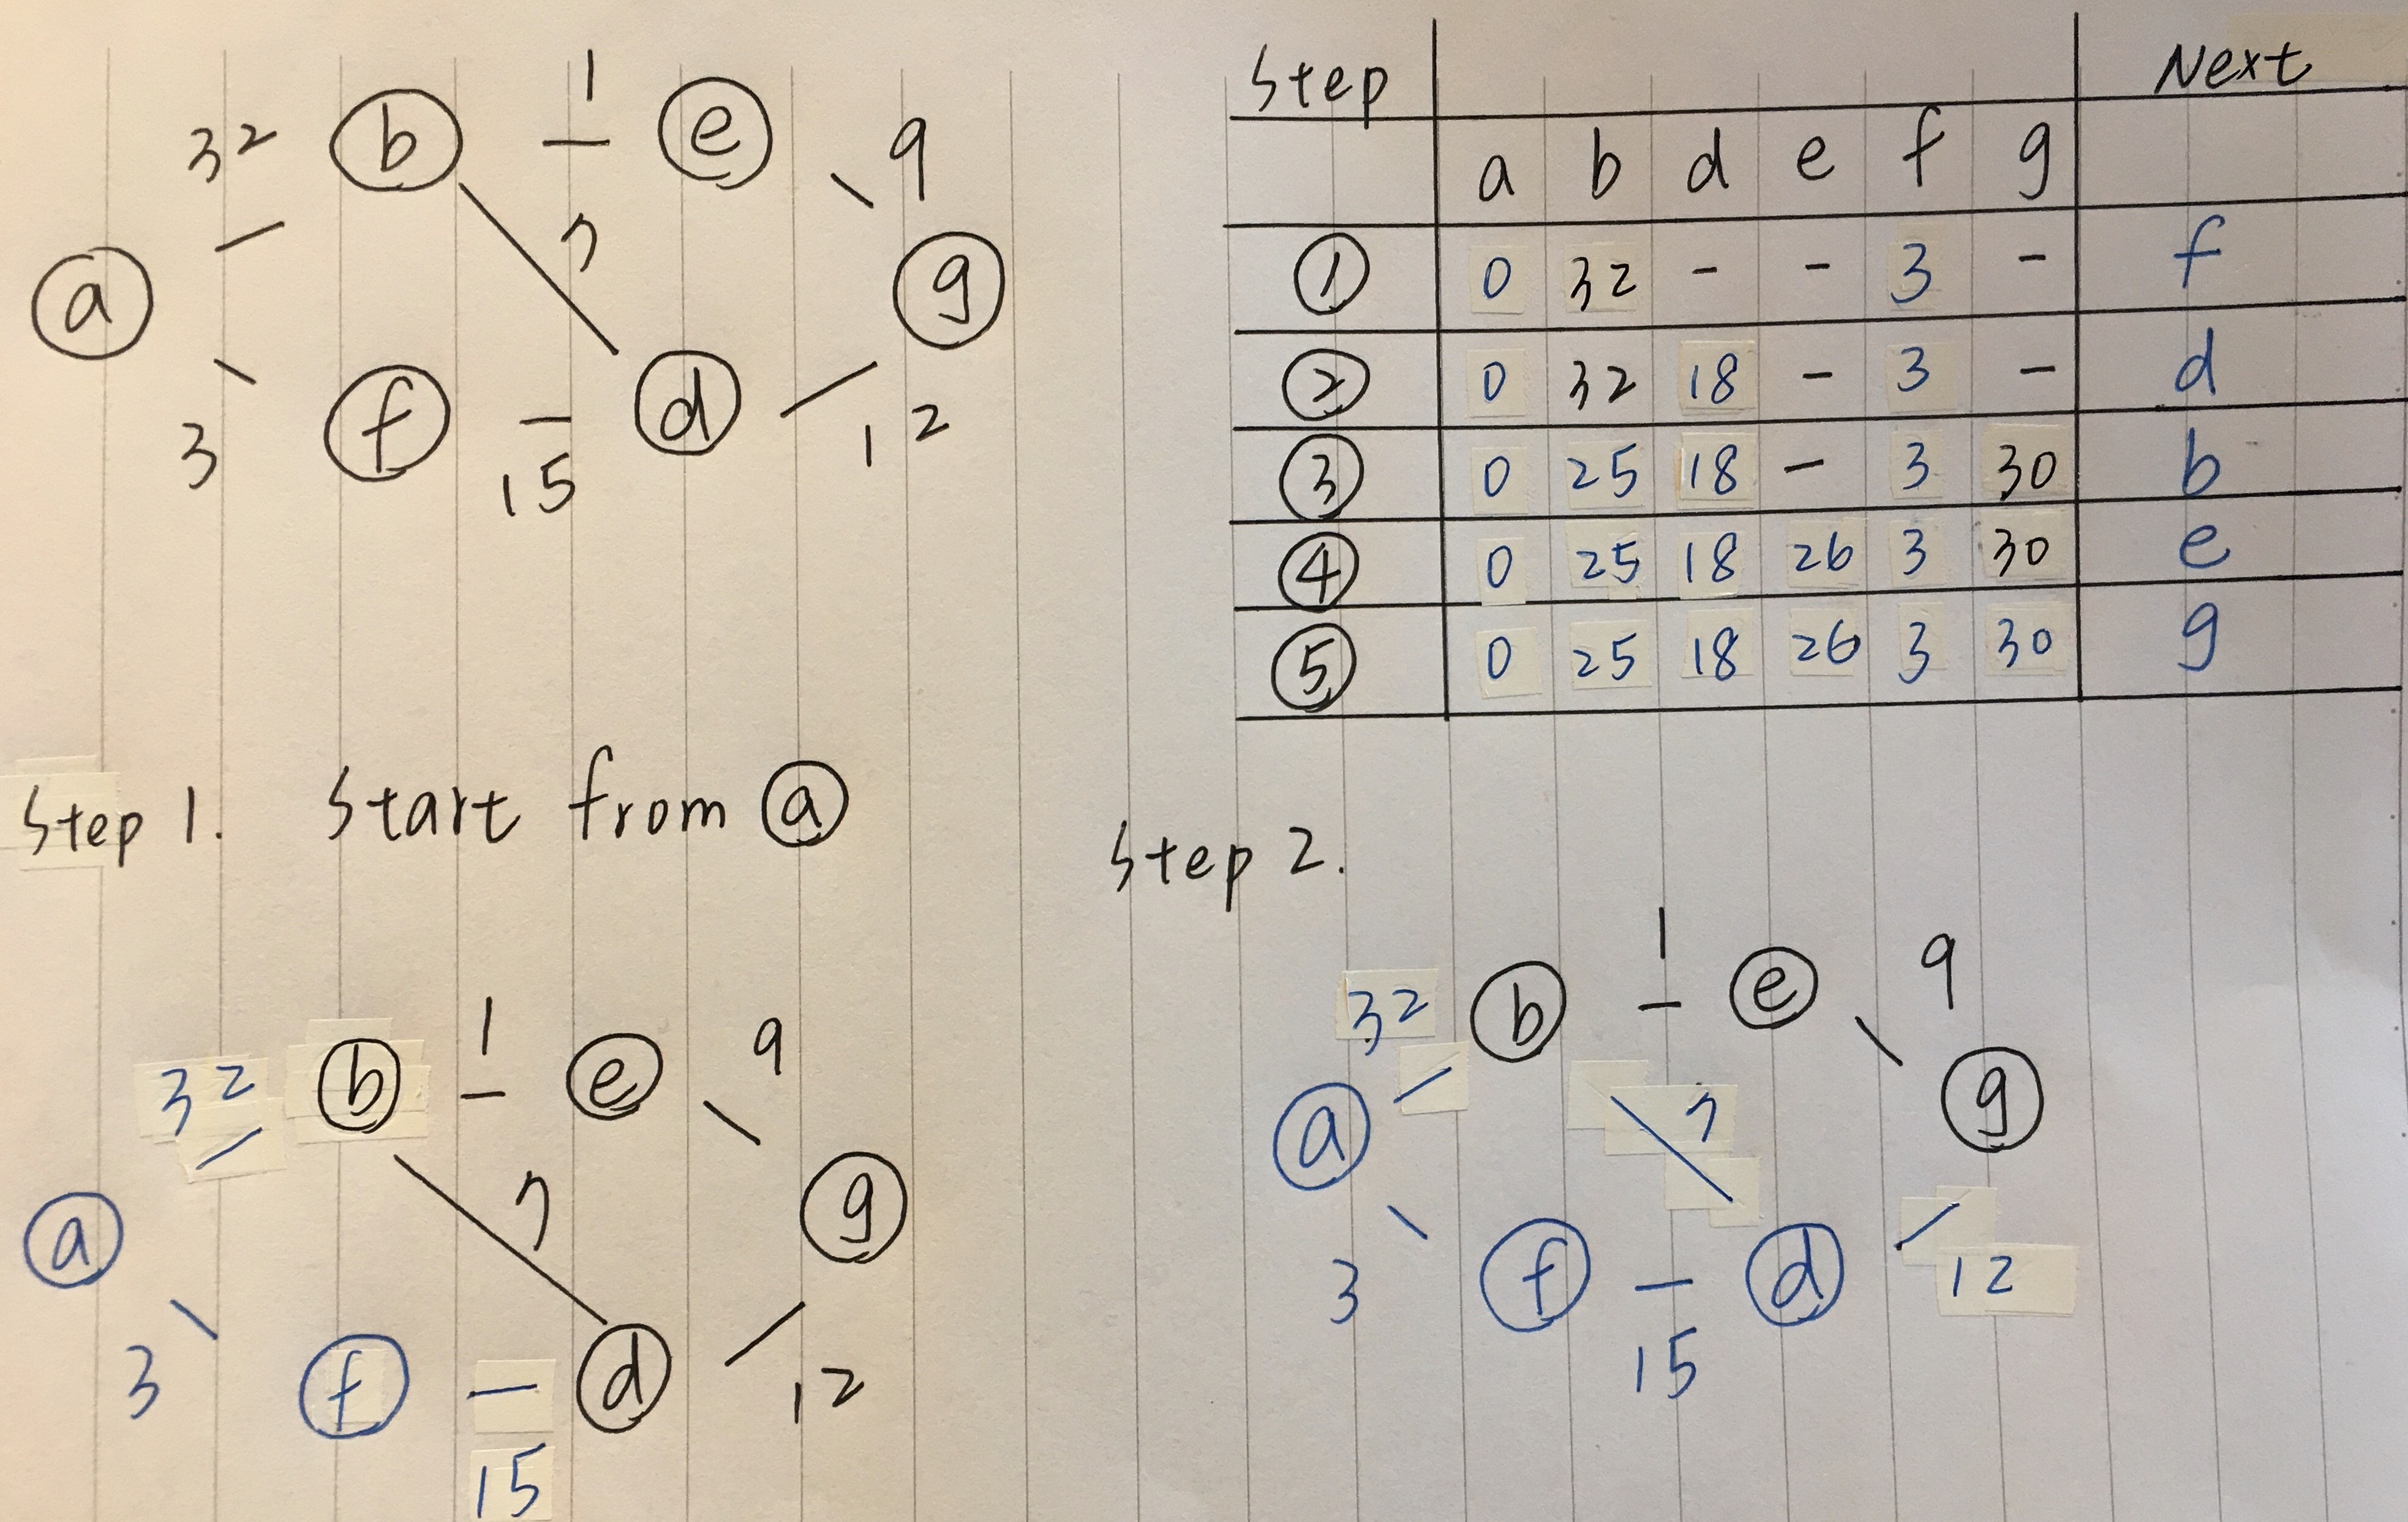 1
32 b e 9
7
a g
f d
3 15 12
Step Next
a b d e f g
① 0 32 - - 3 - f
② 0 32 18 - 3 - d
③ 0 25 18 - 3 30 b
④ 0 25 18 26 3 30 e
⑤ 0 25 18 26 3 30 g
Step 1. Start from ⓐ
1
32 b e 9
7
a g
3 f d 12
15
Step 2.
1
32 b e 9
a 7 g
3 f d 12
15